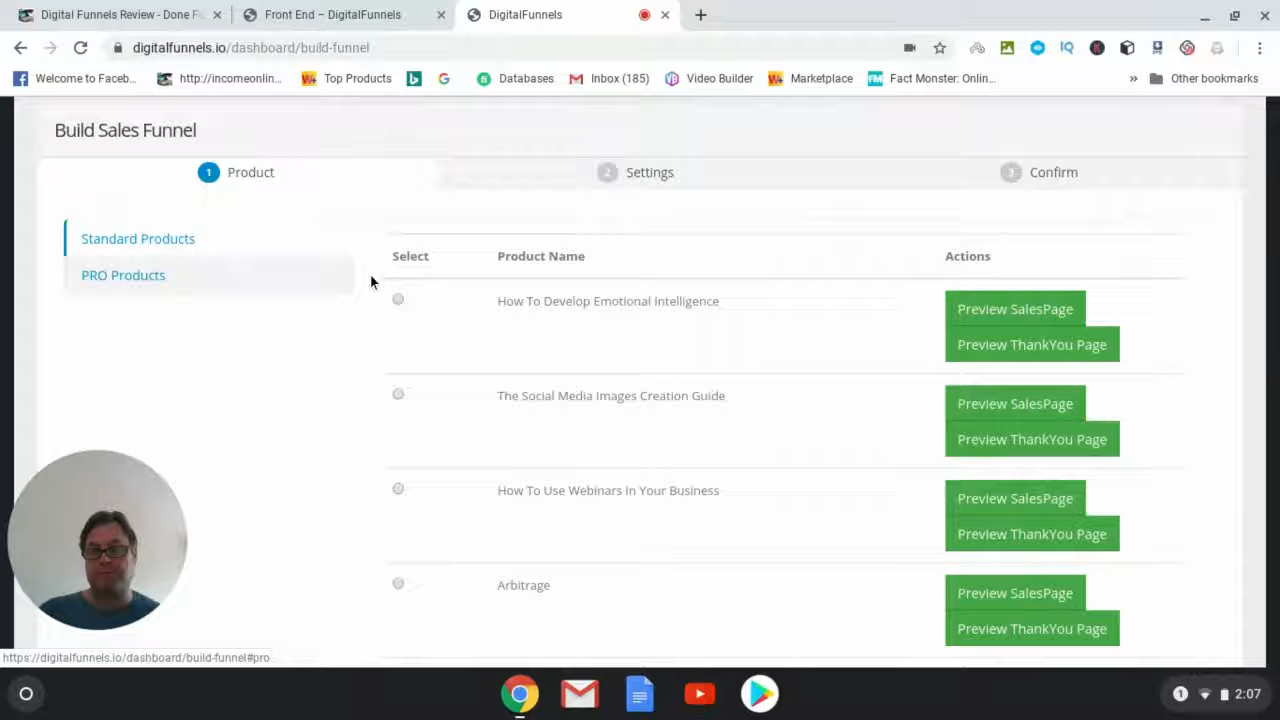 Digital Funnels Review - Done F
Front End – DigitalFunnels
DigitalFunnels
digitalfunnels.io/dashboard/build-funnel
IQ
Welcome to Faceb...
http://incomeonlin...
Top Products
Databases
Inbox (185)
Video Builder
Marketplace
FM
Fact Monster: Onlin...
»
Other bookmarks
Build Sales Funnel
1 Product
2 Settings
3 Confirm
Standard Products
PRO Products
Select
Product Name
Actions
How To Develop Emotional Intelligence
Preview SalesPage
Preview ThankYou Page
The Social Media Images Creation Guide
Preview SalesPage
Preview ThankYou Page
How To Use Webinars In Your Business
Preview SalesPage
Preview ThankYou Page
Arbitrage
Preview SalesPage
Preview ThankYou Page
https://digitalfunnels.io/dashboard/build-funnel#pro
1
2:07